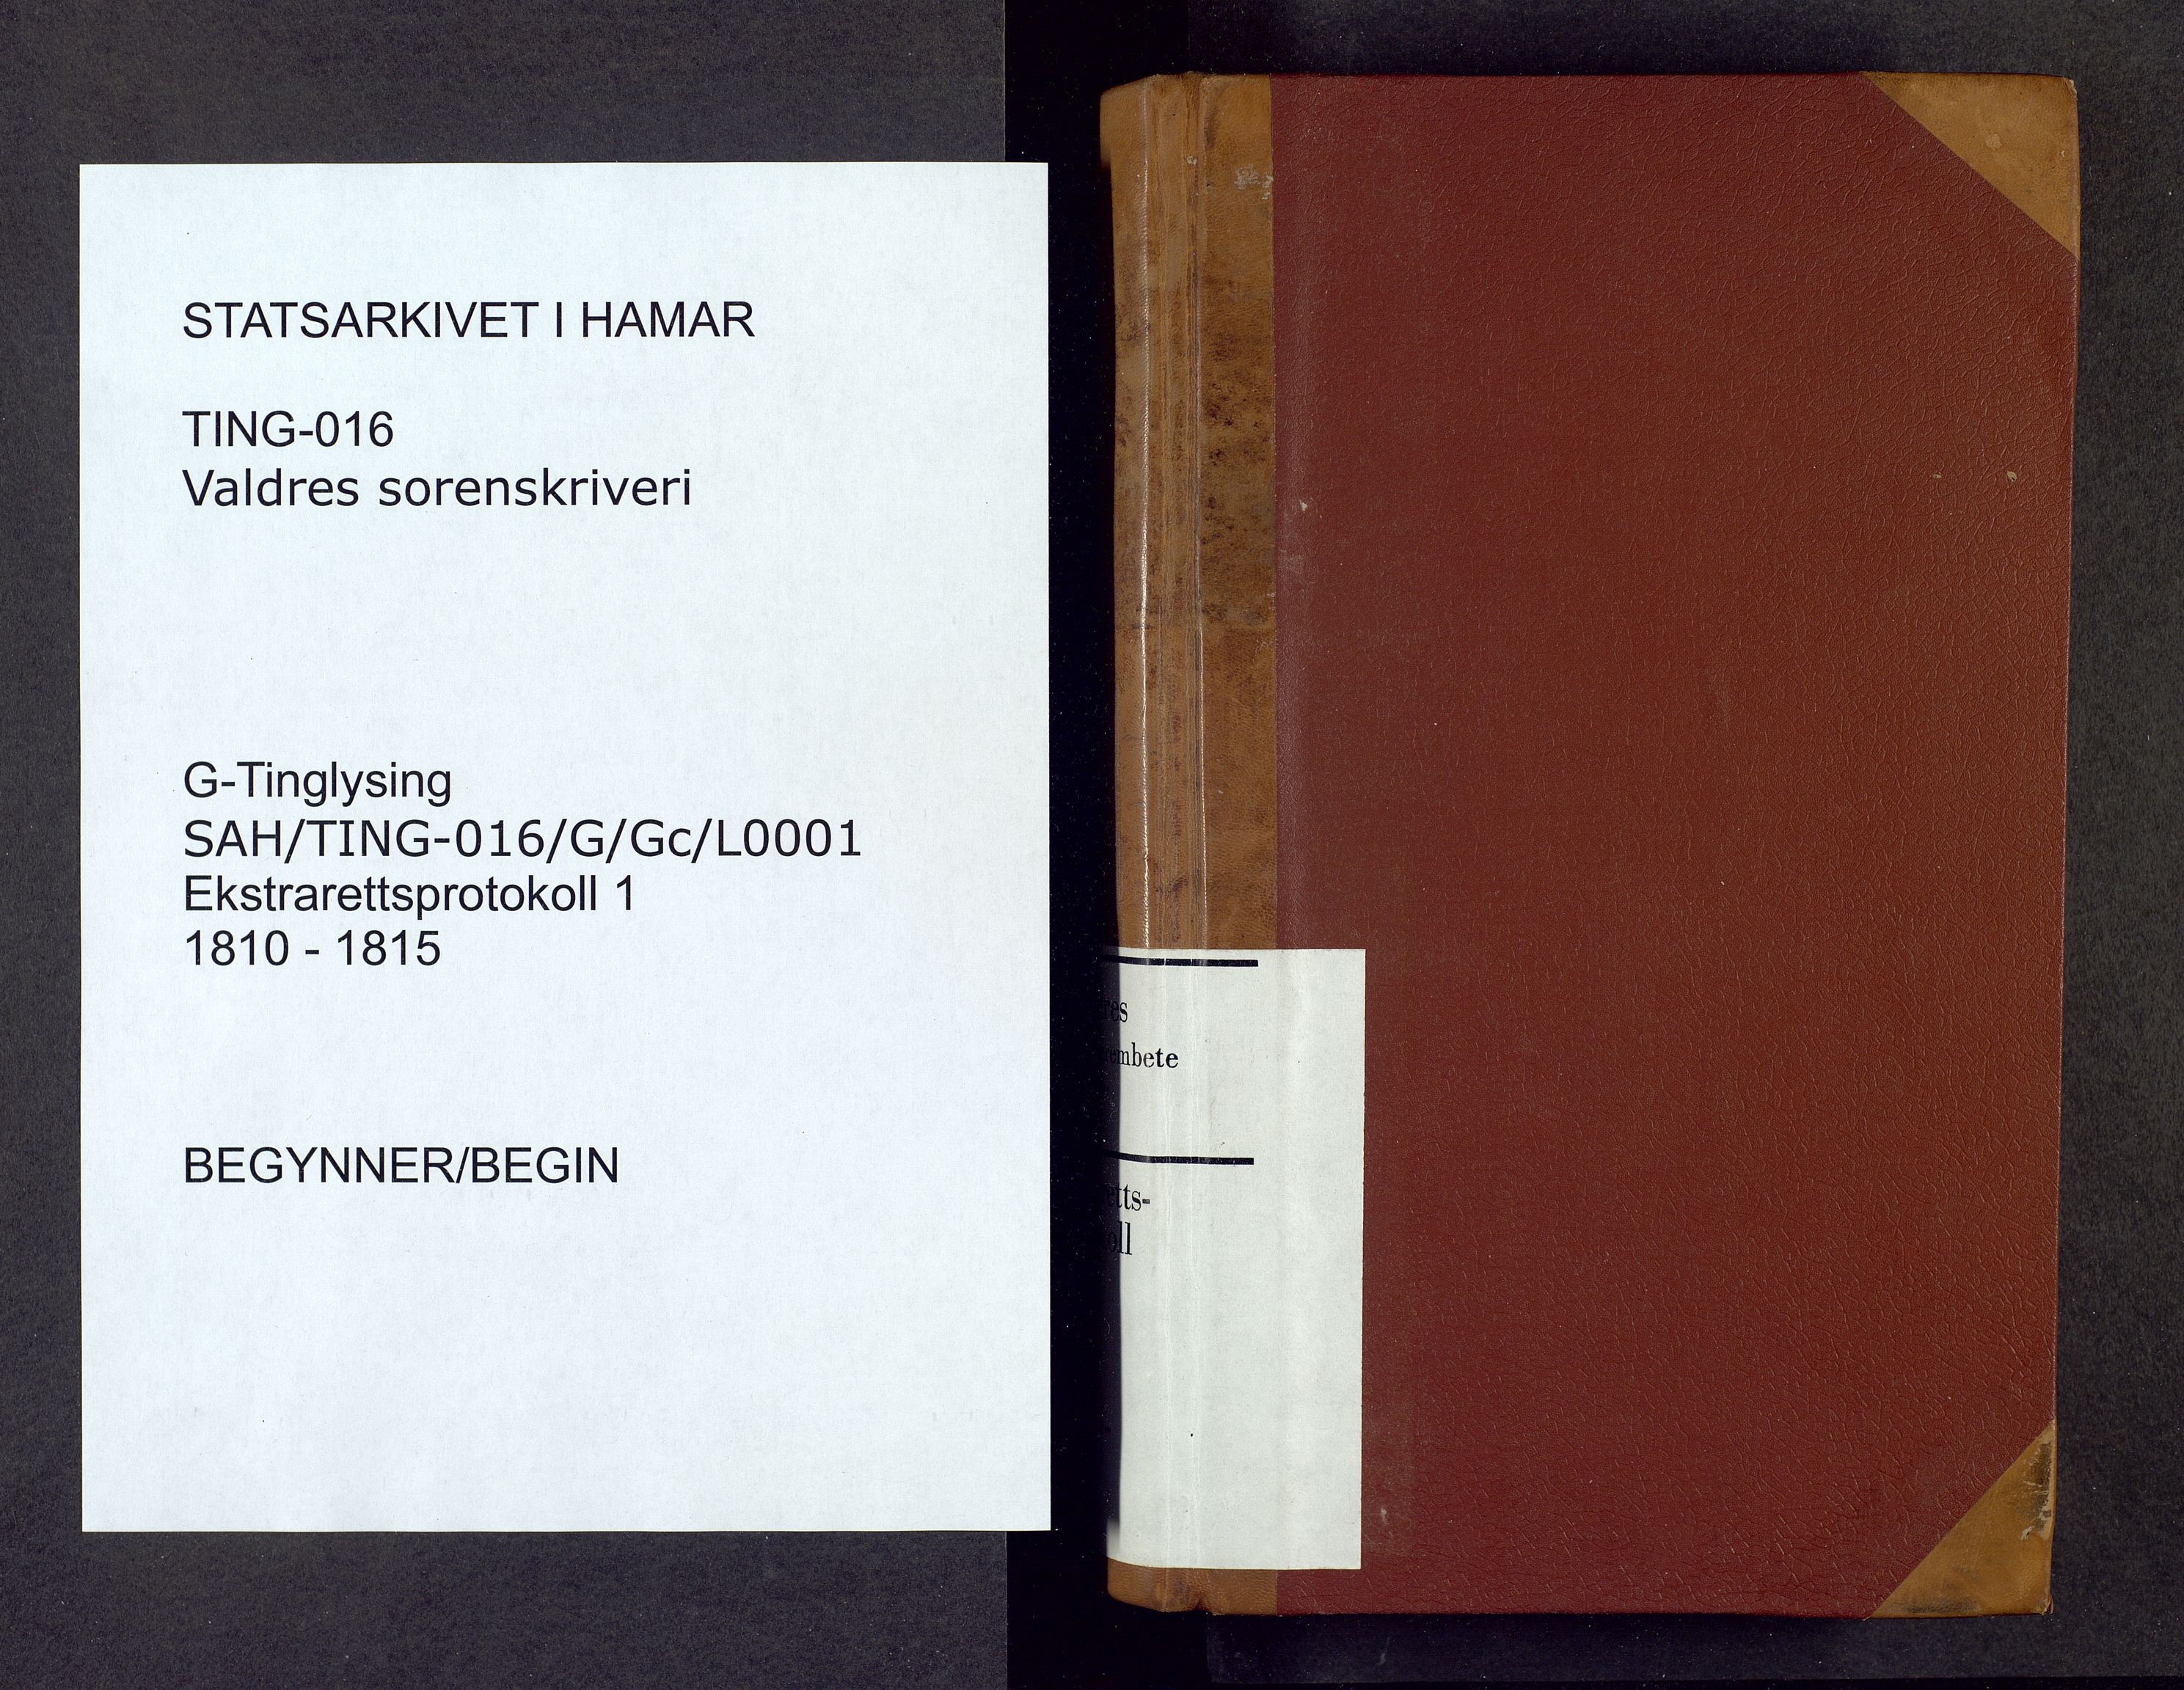 STATSARKIVET I HAMAR
TING-016
Valdres sorenskriveri
G-Tinglysing
SAH/TING-016/G/Gc/L0001
Ekstrarettsprotokoll 1
1810 - 1815
BEGYNNER/BEGIN
res
embete
etts-
oll